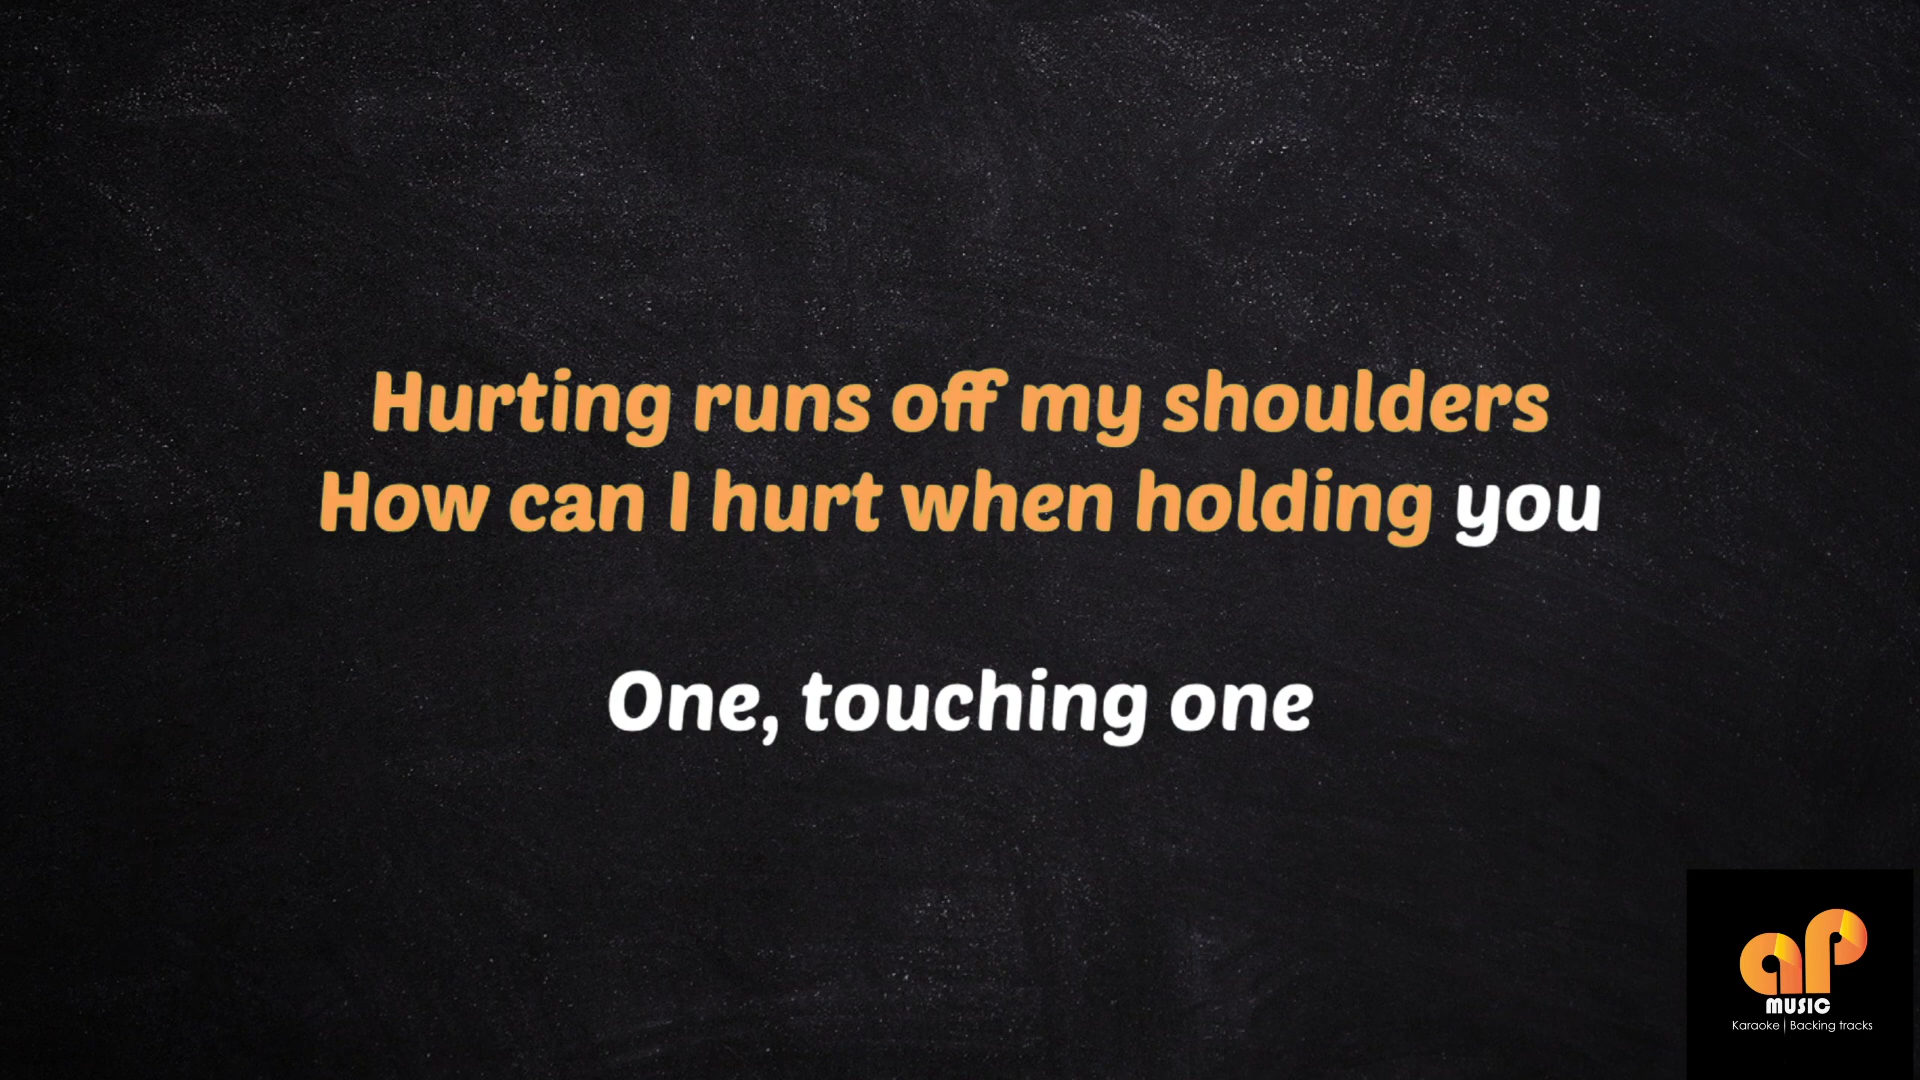 Hurting runs off my shoulders
How can I hurt when holding you
One, touching one
aP
MUSIC
Karaoke | Backing tracks